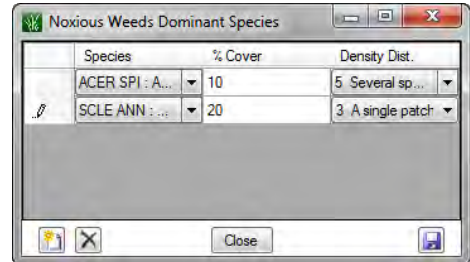 Noxious Weeds Dominant Species
Species % Cover Density Dist.
ACER SPI : A... 10 5 Several sp...
SCLE ANN : ... 20 3 A single patch
Close